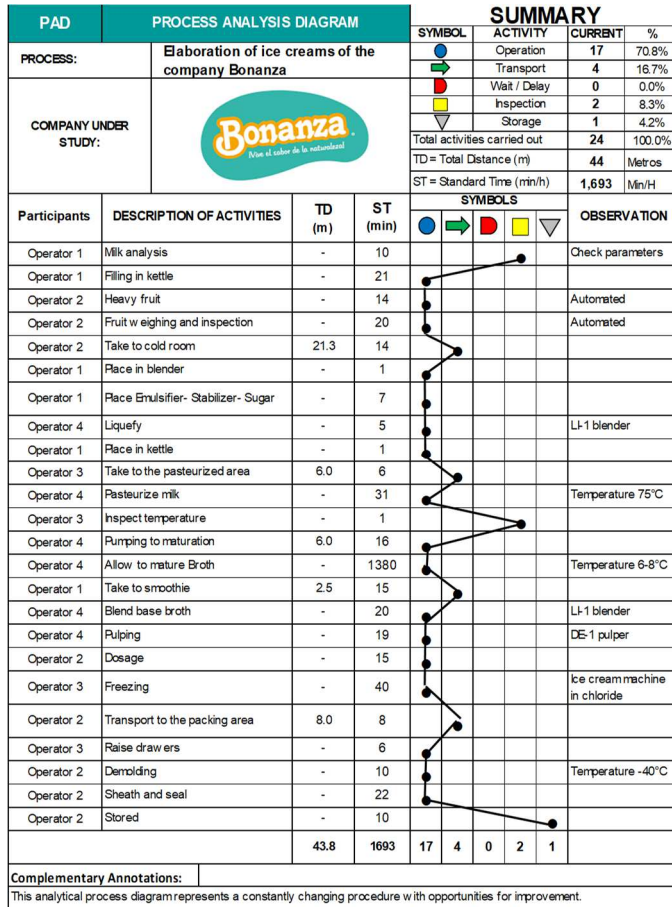 PAD PROCESS ANALYSIS DIAGRAM SUMMARY
SYMBOL ACTIVITY CURRENT %
PROCESS: Elaboration of ice creams of the company Bonanza
Operation 17 70.8%
Transport 4 16.7%
Wait / Delay 0 0.0%
Inspection 2 8.3%
Storage 1 4.2%
COMPANY UNDER STUDY:
Bonanza
¡Vive el sabor de la naturaleza!
Total activities carried out 24 100.0%
TD = Total Distance (m) 44 Metros
ST = Standard Time (min/h) 1,693 Min/H
Participants DESCRIPTION OF ACTIVITIES TD (m) ST (min) SYMBOLS OBSERVATION
Operator 1 Milk analysis - 10 Check parameters
Operator 1 Filling in kettle - 21
Operator 2 Heavy fruit - 14 Automated
Operator 2 Fruit weighing and inspection - 20 Automated
Operator 2 Take to cold room 21.3 14
Operator 1 Place in blender - 1
Operator 1 Place Emulsifier- Stabilizer- Sugar - 7
Operator 4 Liquefy - 5 LI-1 blender
Operator 1 Place in kettle - 1
Operator 3 Take to the pasteurized area 6.0 6
Operator 4 Pasteurize milk - 31 Temperature 75°C
Operator 3 Inspect temperature - 1
Operator 4 Pumping to maturation 6.0 16
Operator 4 Allow to mature Broth - 1380 Temperature 6-8°C
Operator 1 Take to smoothie 2.5 15
Operator 4 Blend base broth - 20 LI-1 blender
Operator 4 Pulping - 19 DE-1 pulper
Operator 2 Dosage - 15
Operator 3 Freezing - 40 Ice cream machine in chloride
Operator 2 Transport to the packing area 8.0 8
Operator 3 Raise drawers - 6
Operator 2 Demolding - 10 Temperature -40°C
Operator 2 Sheath and seal - 22
Operator 2 Stored - 10
43.8 1693 17 4 0 2 1
Complementary Annotations:
This analytical process diagram represents a constantly changing procedure with opportunities for improvement.